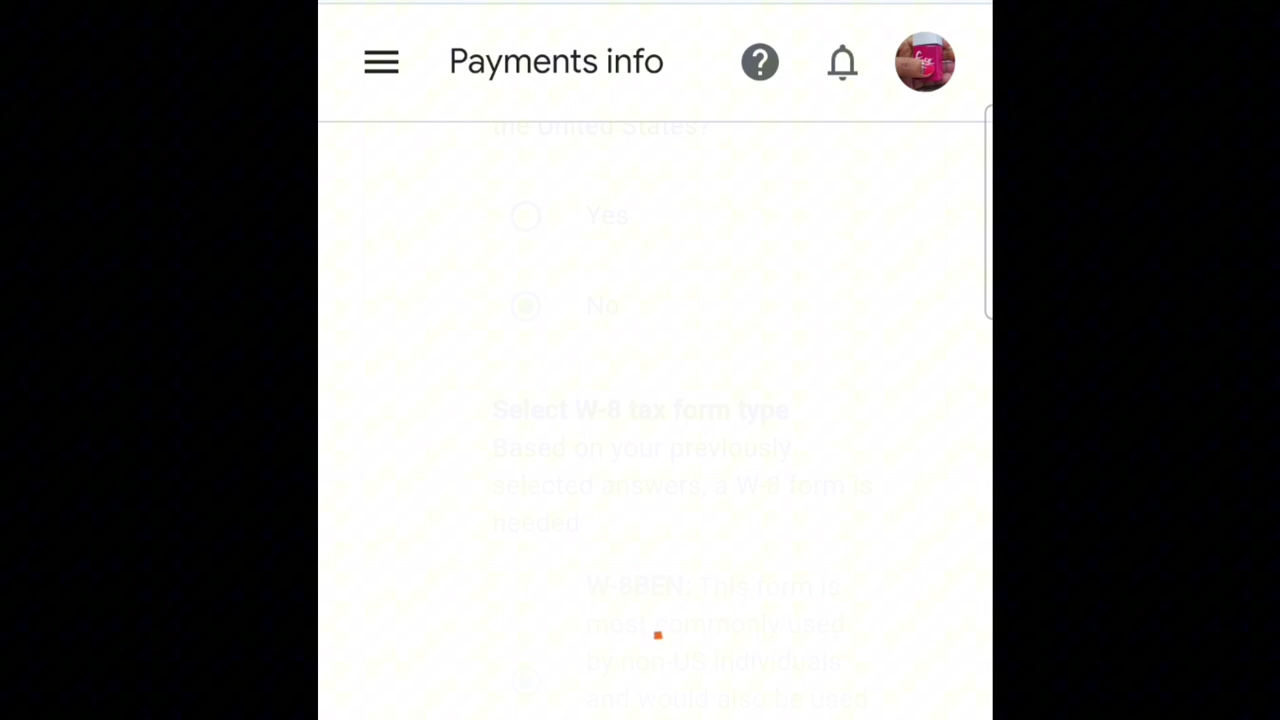 Payments info
the United States?
Yes
No
Select W-8 tax form type
Based on your previously
selected answers, a W-8 form is
needed
W-8BEN: This form is
most commonly used
by non-US individuals
and would also be used